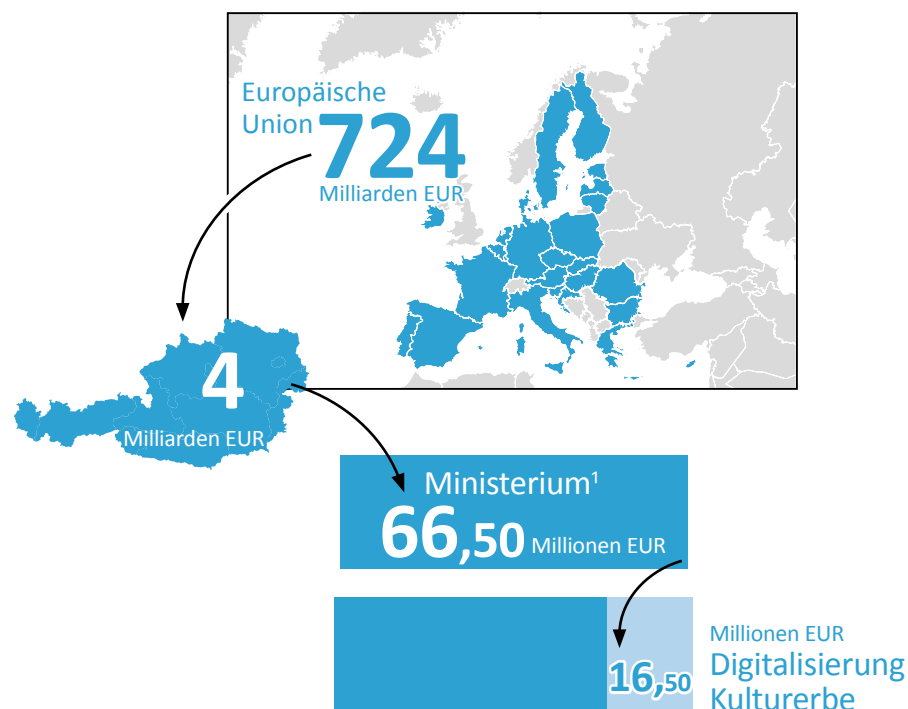 Europäische
Union 724
Milliarden EUR
4
Milliarden EUR
Ministerium¹
66,50 Millionen EUR
16,50
Millionen EUR
Digitalisierung
Kulturerbe